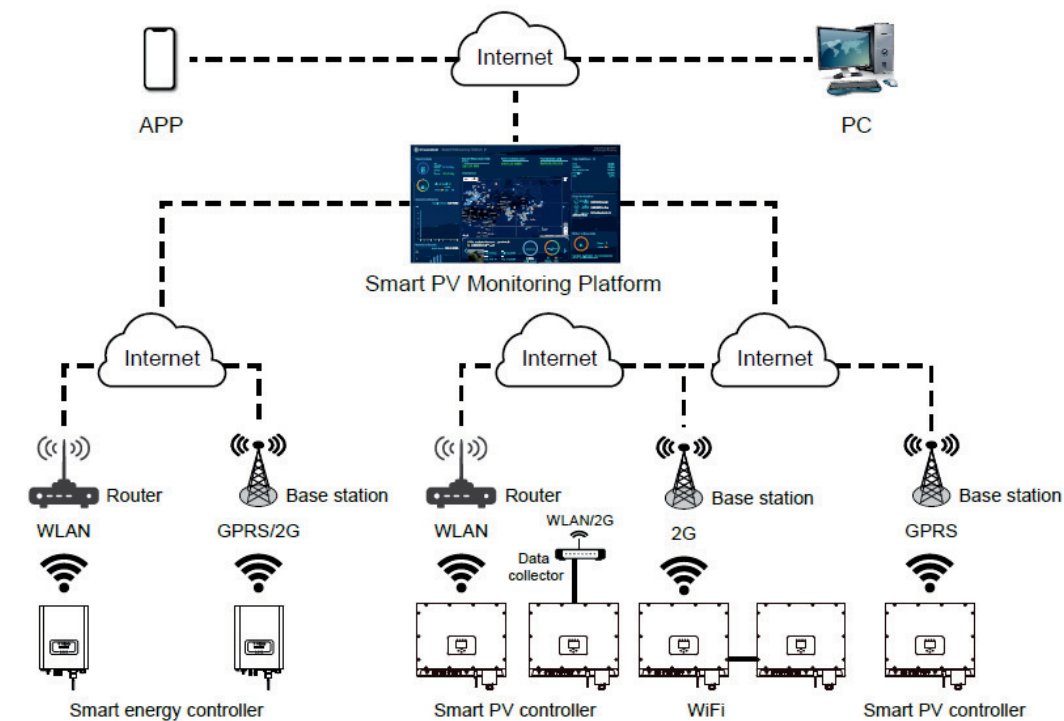 Internet
APP
PC
Smart PV Monitoring Platform
Internet
Internet
Internet
Router
Base station
Router
Base station
Base station
WLAN
GPRS/2G
WLAN
WLAN/2G
2G
GPRS
Data
collector
Smart energy controller
Smart PV controller
WiFi
Smart PV controller